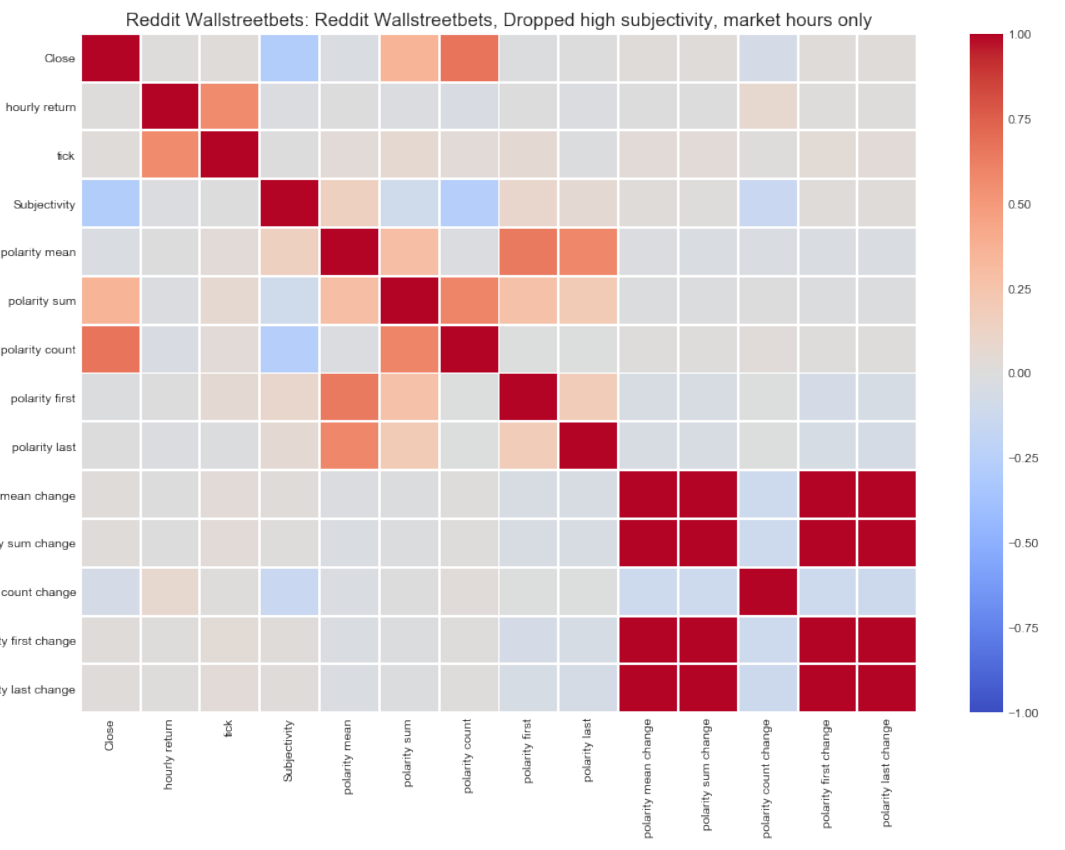 Reddit Wallstreetbets: Reddit Wallstreetbets, Dropped high subjectivity, market hours only
Close
hourly return
tick
Subjectivity
polarity mean
polarity sum
polarity count
polarity first
polarity last
mean change
y sum change
count change
ty first change
ty last change
Close
hourly return
tick
Subjectivity
polarity mean
polarity sum
polarity count
polarity first
polarity last
polarity mean change
polarity sum change
polarity count change
polarity first change
polarity last change
1.00
0.75
0.50
0.25
0.00
−0.25
−0.50
−0.75
−1.00